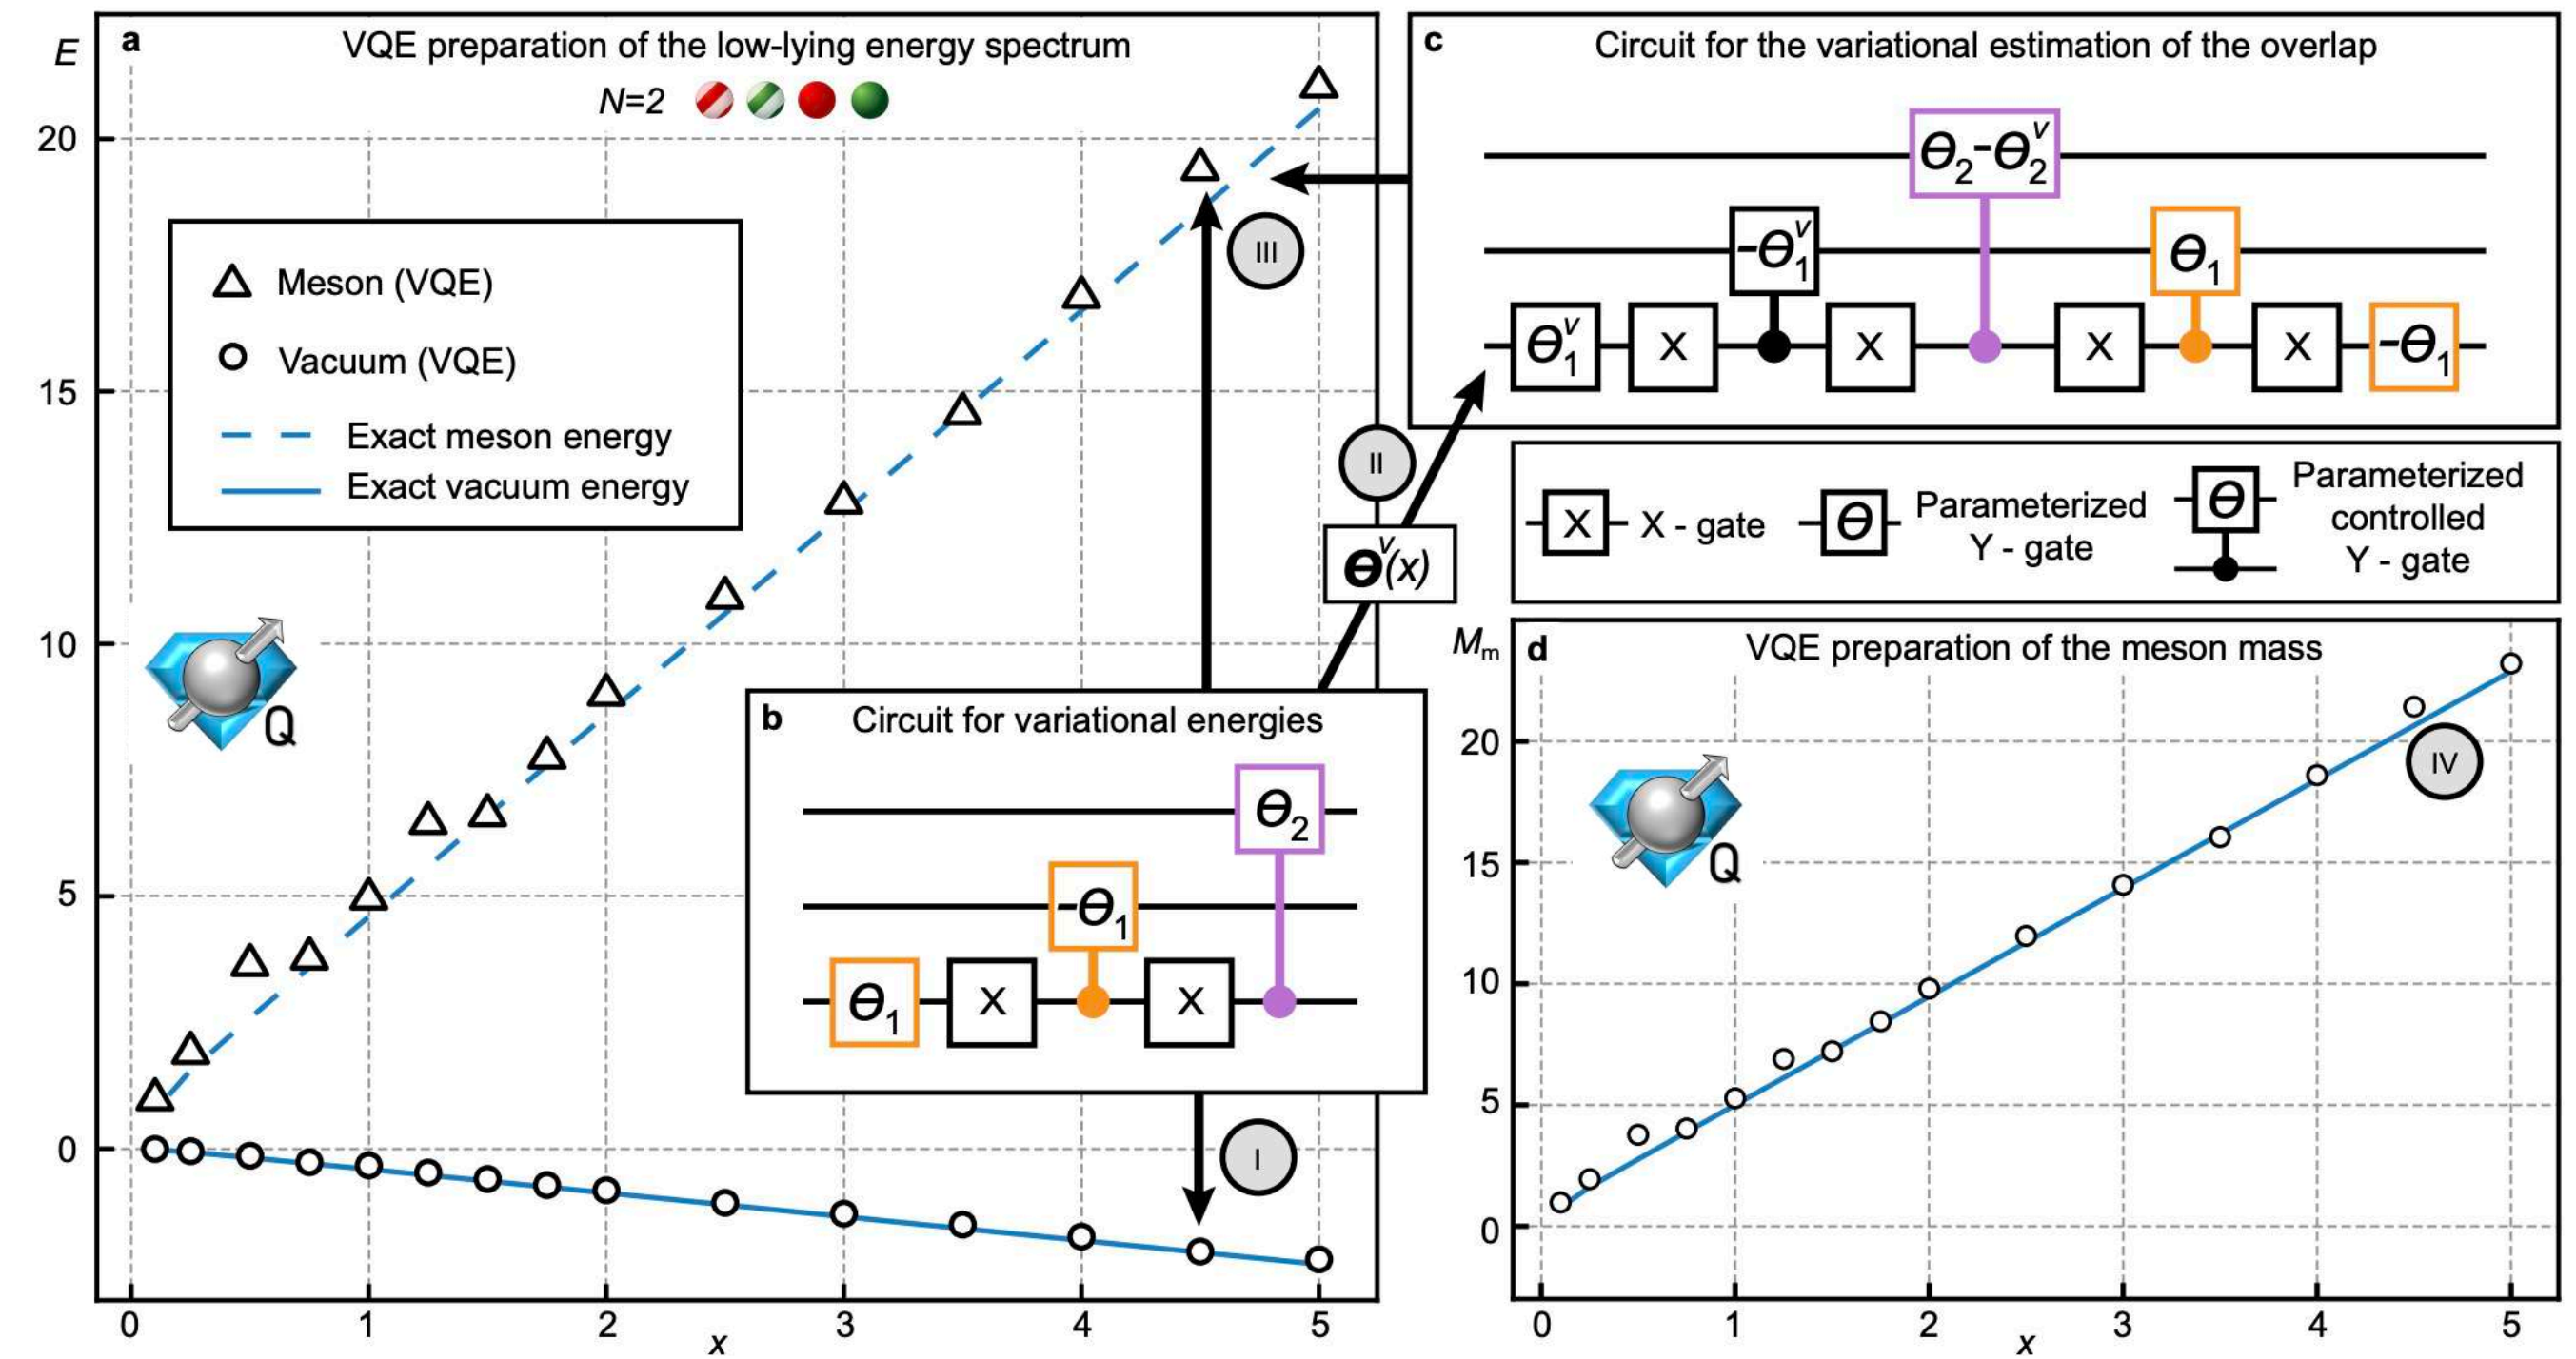 E
a
VQE preparation of the low-lying energy spectrum
N=2
Meson (VQE)
Vacuum (VQE)
Exact meson energy
Exact vacuum energy
20
15
10
5
0
0 1 2 3 4 5
x
Q
III
II
I
ϴᵛ(x)
b Circuit for variational energies
ϴ₂
-ϴ₁
ϴ₁ X X
c Circuit for the variational estimation of the overlap
ϴ₂-ϴ₂ᵛ
-ϴ₁ᵛ ϴ₁
ϴ₁ᵛ X X X X -ϴ₁
X X - gate
ϴ Parameterized
Y - gate
ϴ Parameterized
controlled
Y - gate
Mₘ d VQE preparation of the meson mass
20
15
10
5
0
Q
IV
0 1 2 3 4 5
x